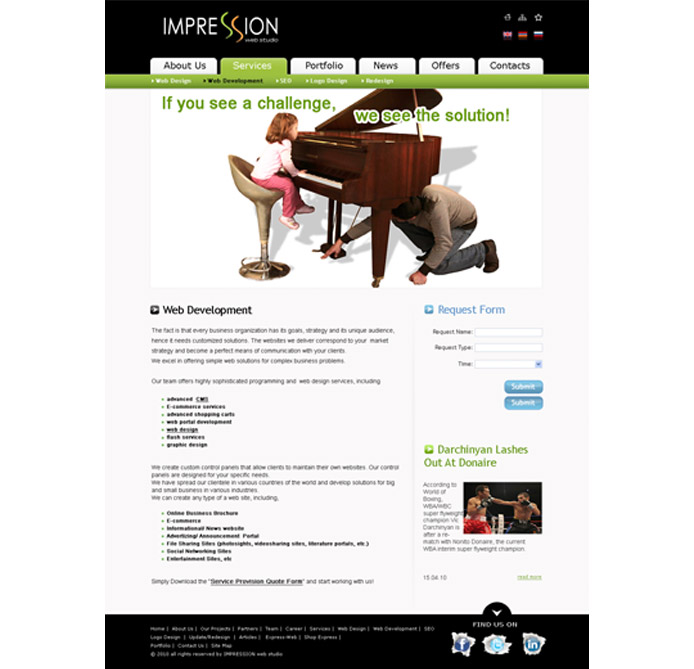 IMPRESSION
web studio
About Us
Services
Portfolio
News
Offers
Contacts
Web Design
Web Development
SEO
Logo Design
Redesign
If you see a challenge,
we see the solution!
Web Development
The fact is that every business organization has its goals, strategy and its unique audience,
hence it needs customized solutions. The websites we deliver correspond to your market
strategy and become a perfect means of communication with your clients.
We excel in offering simple web solutions for complex business problems.
Our team offers highly sophisticated programming and web design services, including
advanced CMS
E-commerce services
advanced shopping carts
web portal development
web design
flash services
graphic design
We create custom control panels that allow clients to maintain their own websites. Our control
panels are designed for your specific needs.
We have spread our clientele in various countries of the world and develop solutions for big
and small business in various industries.
We can create any type of a web site, including,
Online Business Brochure
E-commerce
Informational/ News website
Advertizing/ Announcement Portal
File Sharing Sites (photosights, videosharing sites, literature portals, etc.)
Social Networking Sites
Entertainment Sites, etc
Simply Download the "Service Provision Quote Form" and start working with us!
Request Form
Request Name:
Request Type:
Time:
Submit
Submit
Darchinyan Lashes
Out At Donaire
According to
World of
Boxing,
WBA/WBC
super flyweight
champion Vic
Darchinyan is
after a re-
match with Nonito Donaire, the current
WBA interim super flyweight champion.
15.04.10
read more
Home | About Us | Our Projects | Partners | Team | Career | Services | Web Design | Web Development | SEO
Logo Design | Update/Redesign | Articles | Express-Web | Shop Express |
Portfolio | Contact Us | Site Map
© 2010 all rights reserved by IMPRESSION web studio
FIND US ON